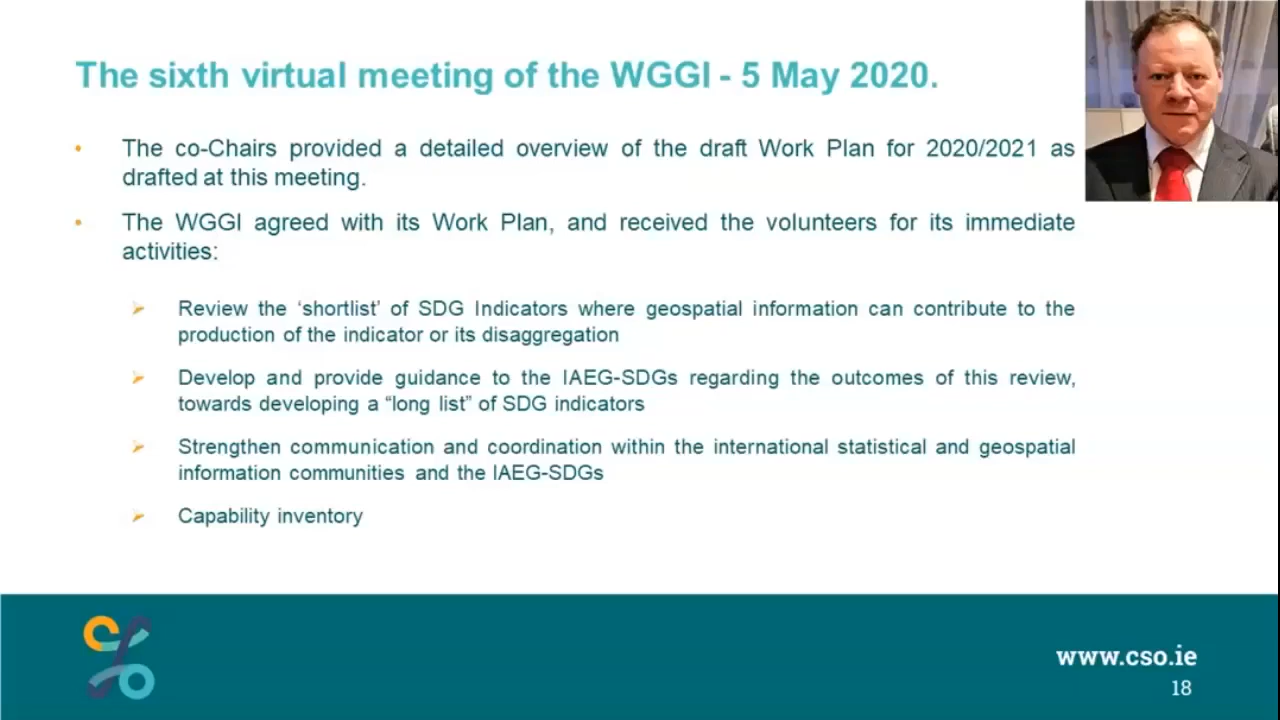 The sixth virtual meeting of the WGGI - 5 May 2020.
• The co-Chairs provided a detailed overview of the draft Work Plan for 2020/2021 as
drafted at this meeting.
• The WGGI agreed with its Work Plan, and received the volunteers for its immediate
activities:
➢ Review the ‘shortlist’ of SDG Indicators where geospatial information can contribute to the
production of the indicator or its disaggregation
➢ Develop and provide guidance to the IAEG-SDGs regarding the outcomes of this review,
towards developing a “long list” of SDG indicators
➢ Strengthen communication and coordination within the international statistical and geospatial
information communities and the IAEG-SDGs
➢ Capability inventory
www.cso.ie
18